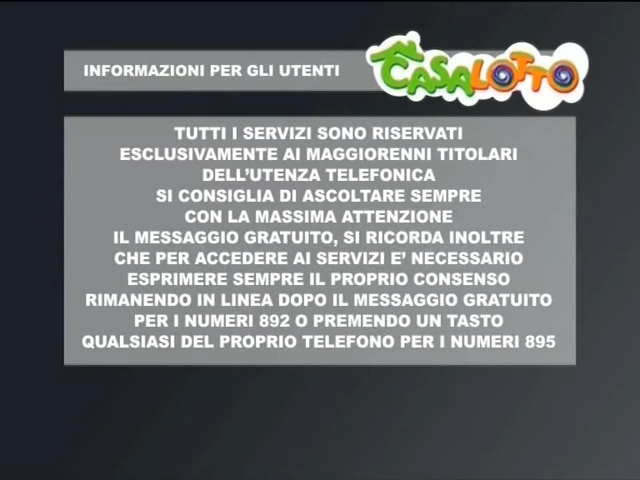 INFORMAZIONI PER GLI UTENTI
CASALOTTO
TUTTI I SERVIZI SONO RISERVATI
ESCLUSIVAMENTE AI MAGGIORENNI TITOLARI
DELL'UTENZA TELEFONICA
SI CONSIGLIA DI ASCOLTARE SEMPRE
CON LA MASSIMA ATTENZIONE
IL MESSAGGIO GRATUITO, SI RICORDA INOLTRE
CHE PER ACCEDERE AI SERVIZI E' NECESSARIO
ESPRIMERE SEMPRE IL PROPRIO CONSENSO
RIMANENDO IN LINEA DOPO IL MESSAGGIO GRATUITO
PER I NUMERI 892 O PREMENDO UN TASTO
QUALSIASI DEL PROPRIO TELEFONO PER I NUMERI 895